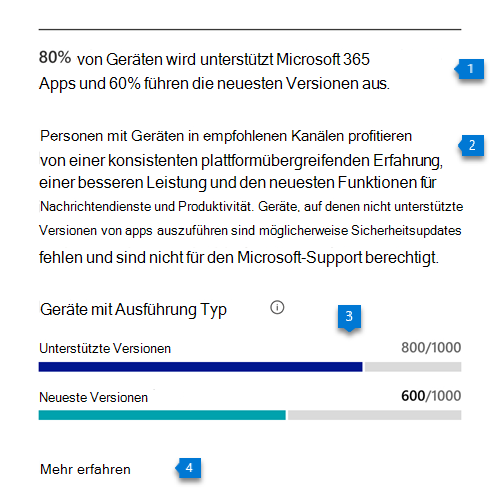 80% von Geräten wird unterstützt Microsoft 365
Apps und 60% führen die neuesten Versionen aus.
1
Personen mit Geräten in empfohlenen Kanälen profitieren
2
von einer konsistenten plattformübergreifenden Erfahrung,
einer besseren Leistung und den neuesten Funktionen für
Nachrichtendienste und Produktivität. Geräte, auf denen nicht unterstützte
Versionen von apps auszuführen sind möglicherweise Sicherheitsupdates
fehlen und sind nicht für den Microsoft-Support berechtigt.
Geräte mit Ausführung Typ
3
Unterstützte Versionen 800/1000
Neueste Versionen 600/1000
Mehr erfahren 4